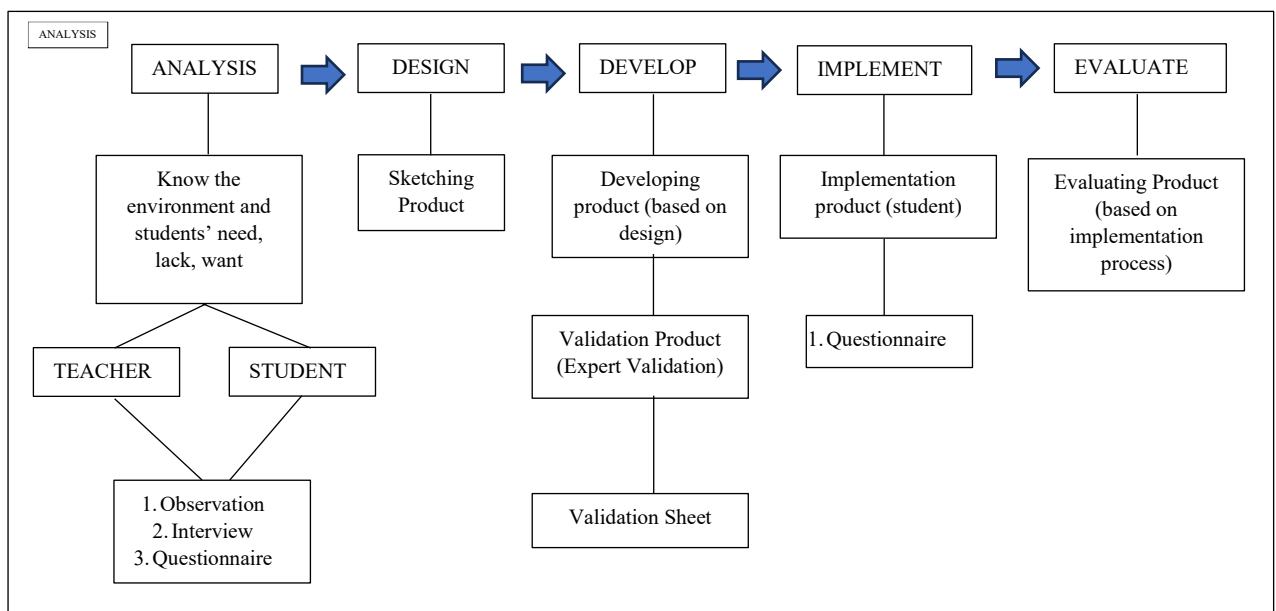 ANALYSIS
ANALYSIS
DESIGN
DEVELOP
IMPLEMENT
EVALUATE
Know the
environment and
students’ need,
lack, want
Sketching
Product
Developing
product (based on
design)
Implementation
product (student)
Evaluating Product
(based on
implementation
process)
TEACHER
STUDENT
Validation Product
(Expert Validation)
1. Questionnaire
1. Observation
2. Interview
3. Questionnaire
Validation Sheet